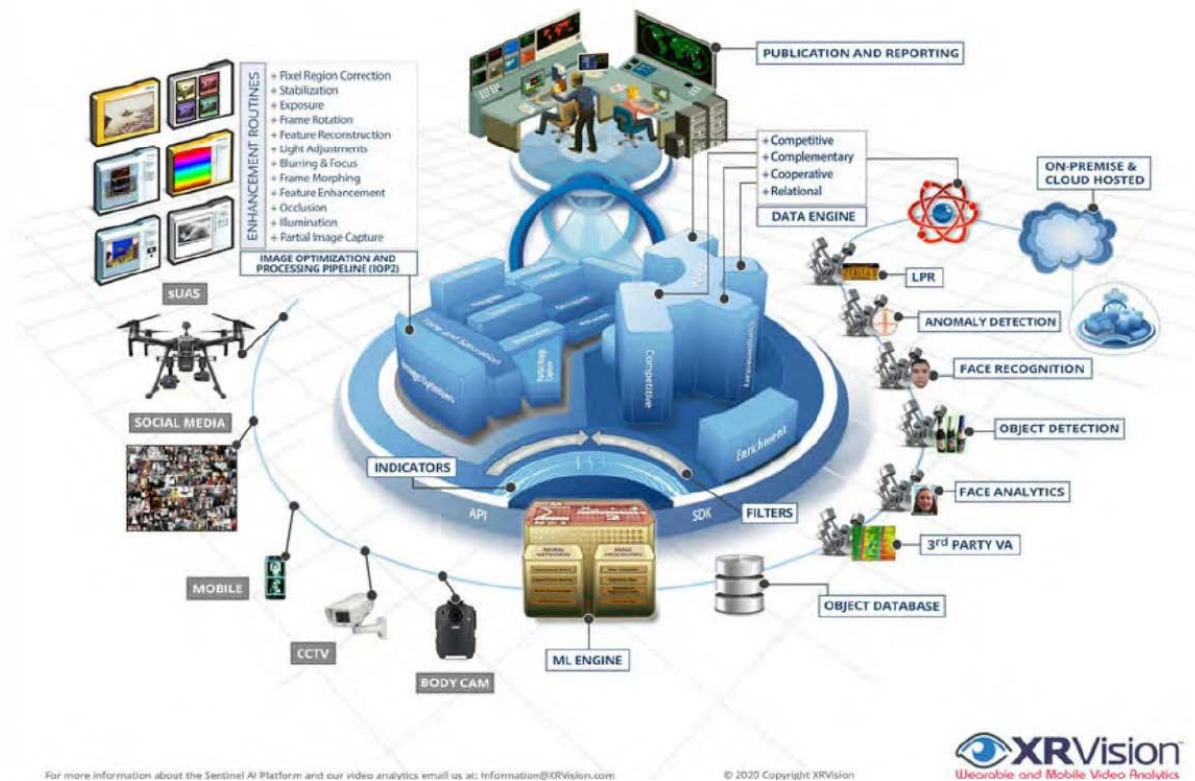 PUBLICATION AND REPORTING
ENHANCEMENT ROUTINES
+ Pixel Region Correction
+ Stabilization
+ Exposure
+ Frame Rotation
+ Feature Reconstruction
+ Light Adjustments
+ Blurring & Focus
+ Frame Morphing
+ Feature Enhancement
+ Occlusion
+ Illumination
+ Partial Image Capture
IMAGE OPTIMIZATION AND
PROCESSING PIPELINE (IOP2)
+ Competitive
+ Complementary
+ Cooperative
+ Relational
DATA ENGINE
ON-PREMISE &
CLOUD HOSTED
LPR
ANOMALY DETECTION
FACE RECOGNITION
OBJECT DETECTION
FACE ANALYTICS
3rd PARTY VA
OBJECT DATABASE
sUAS
SOCIAL MEDIA
MOBILE
CCTV
BODY CAM
ML ENGINE
INDICATORS
FILTERS
API
SDK
Competitive
Complementary
Enrichment
XRVision
Wearable and Mobile Video Analytics
For more information about the Sentinel AI Platform and our video analytics email us at: Information@XRVision.com
© 2020 Copyright XRVision